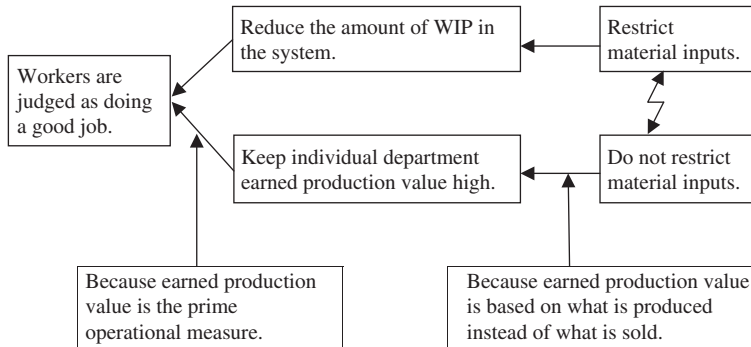 Reduce the amount of WIP in
the system.
Restrict
material inputs.
Workers are
judged as doing
a good job.
Keep individual department
earned production value high.
Do not restrict
material inputs.
Because earned production
value is the prime
operational measure.
Because earned production value
is based on what is produced
instead of what is sold.